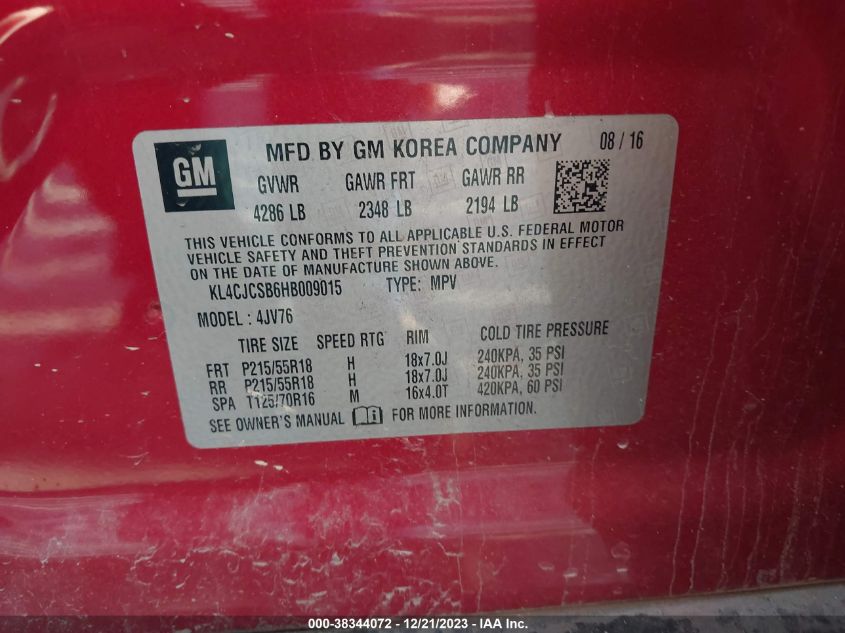 GM
MFD BY GM KOREA COMPANY 08 / 16
GVWR GAWR FRT GAWR RR
4286 LB 2348 LB 2194 LB
THIS VEHICLE CONFORMS TO ALL APPLICABLE U.S. FEDERAL MOTOR
VEHICLE SAFETY AND THEFT PREVENTION STANDARDS IN EFFECT
ON THE DATE OF MANUFACTURE SHOWN ABOVE.
KL4CJCSB6HB009015 TYPE: MPV
MODEL : 4JV76
TIRE SIZE SPEED RTG RIM COLD TIRE PRESSURE
FRT P215/55R18 H 18x7.0J 240KPA, 35 PSI
RR P215/55R18 H 18x7.0J 240KPA, 35 PSI
SPA T125/70R16 M 16x4.0T 420KPA, 60 PSI
SEE OWNER'S MANUAL i FOR MORE INFORMATION.
000-38344072 - 12/21/2023 - IAA Inc.